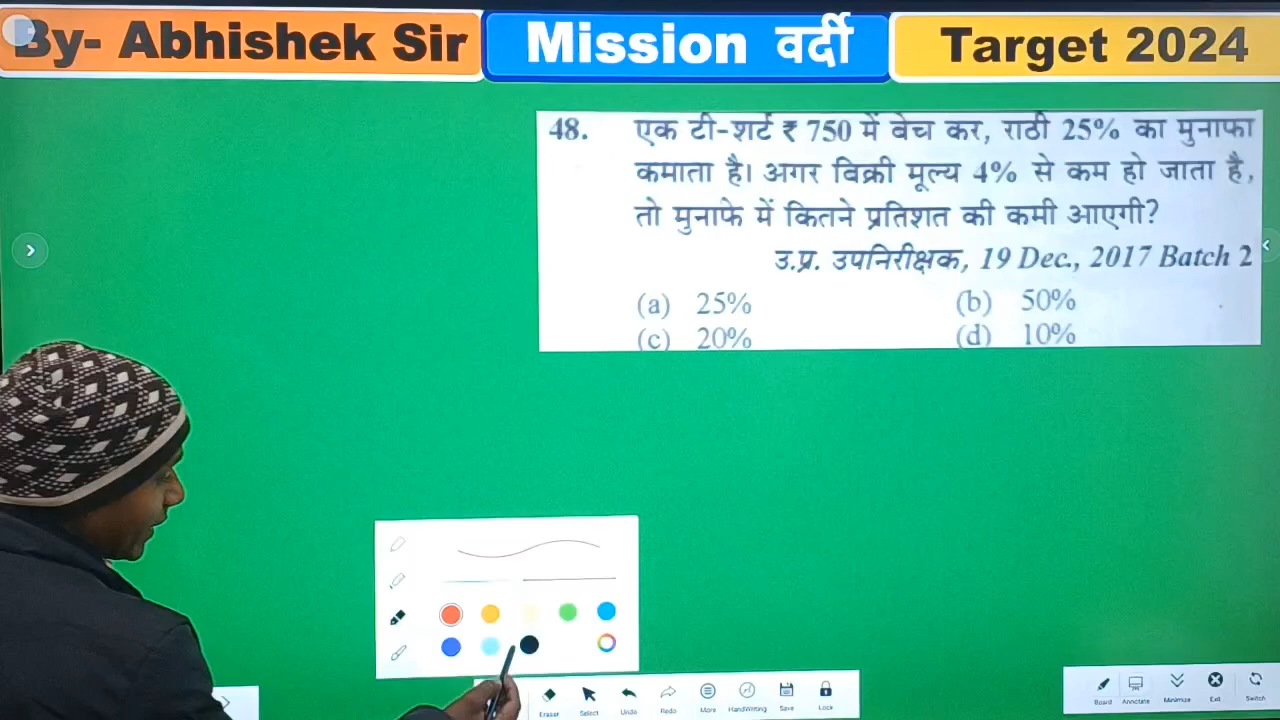 By- Abhishek Sir
Mission वर्दी
Target 2024
48. एक टी-शर्ट ₹ 750 में बेच कर, राठी 25% का मुनाफा
कमाता है। अगर बिक्री मूल्य 4% से कम हो जाता है,
तो मुनाफे में कितने प्रतिशत की कमी आएगी?
उ.प्र. उपनिरीक्षक, 19 Dec., 2017 Batch 2
(a) 25% (b) 50%
(c) 20% (d) 10%
Eraser Select Undo Redo More HandWriting Save Lock
Board Annotate Minimize Exit Switch